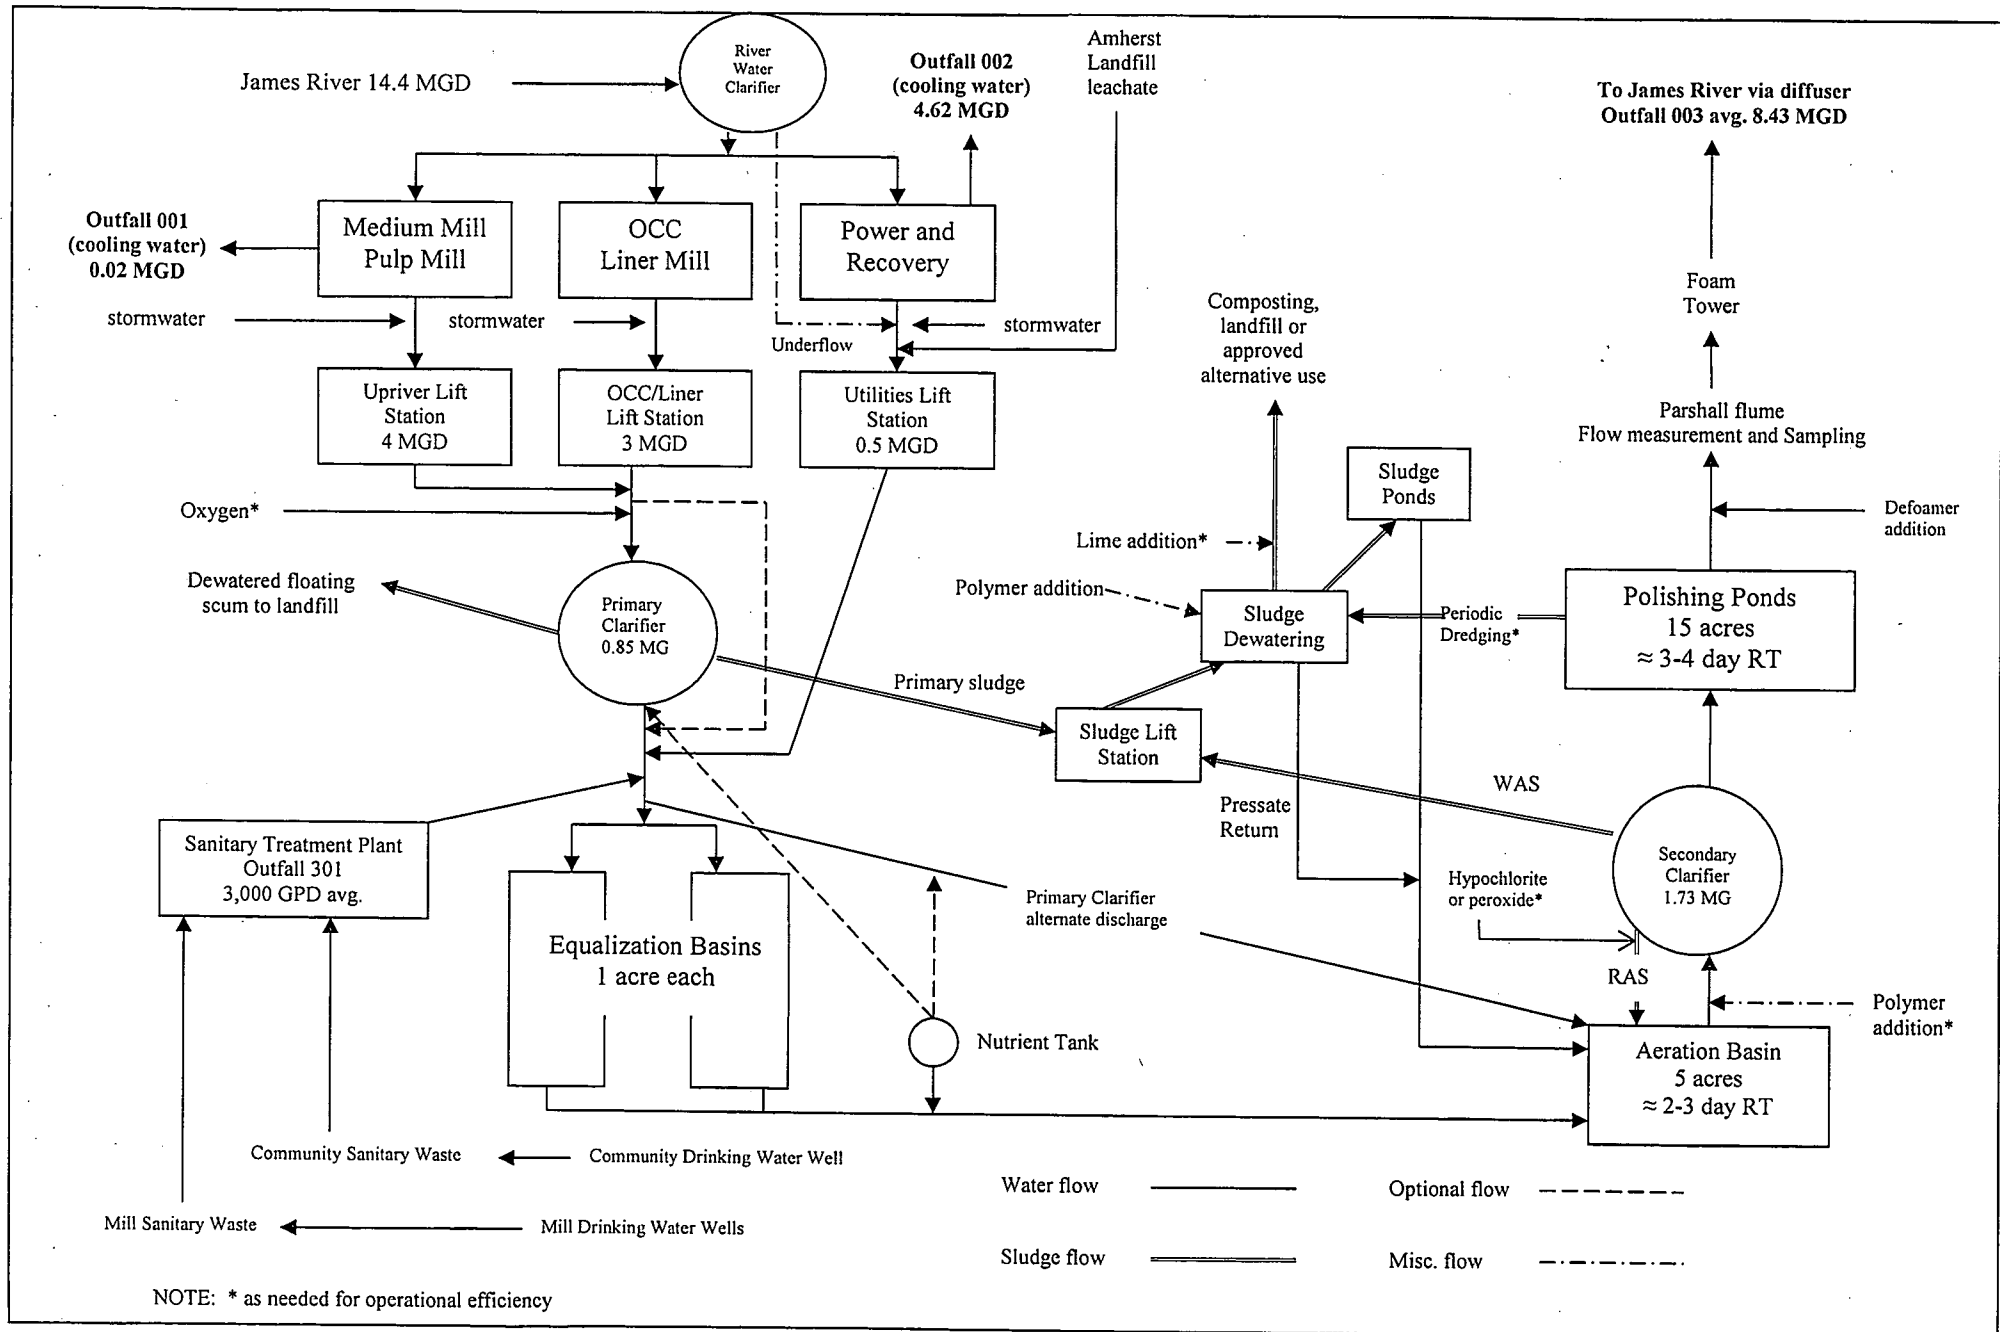 River
Water
Clarifier
James River 14.4 MGD
Outfall 002
(cooling water)
4.62 MGD
Amherst
Landfill
leachate
To James River via diffuser
Outfall 003 avg. 8.43 MGD
Outfall 001
(cooling water)
0.02 MGD
Medium Mill
Pulp Mill
OCC
Liner Mill
Power and
Recovery
stormwater
stormwater
stormwater
Underflow
Composting,
landfill or
approved
alternative use
Foam
Tower
Upriver Lift
Station
4 MGD
OCC/Liner
Lift Station
3 MGD
Utilities Lift
Station
0.5 MGD
Parshall flume
Flow measurement and Sampling
Sludge
Ponds
Oxygen*
Defoamer
addition
Lime addition*
Dewatered floating
scum to landfill
Primary
Clarifier
0.85 MG
Polymer addition
Sludge
Dewatering
Periodic
Dredging*
Polishing Ponds
15 acres
≈ 3-4 day RT
Primary sludge
Sludge Lift
Station
WAS
Pressate
Return
Sanitary Treatment Plant
Outfall 301
3,000 GPD avg.
Secondary
Clarifier
1.73 MG
Hypochlorite
or peroxide*
Primary Clarifier
alternate discharge
Equalization Basins
1 acre each
RAS
Polymer
addition*
Nutrient Tank
Aeration Basin
5 acres
≈ 2-3 day RT
Community Sanitary Waste
Community Drinking Water Well
Mill Sanitary Waste
Mill Drinking Water Wells
Water flow
Optional flow
Sludge flow
Misc. flow
NOTE: * as needed for operational efficiency